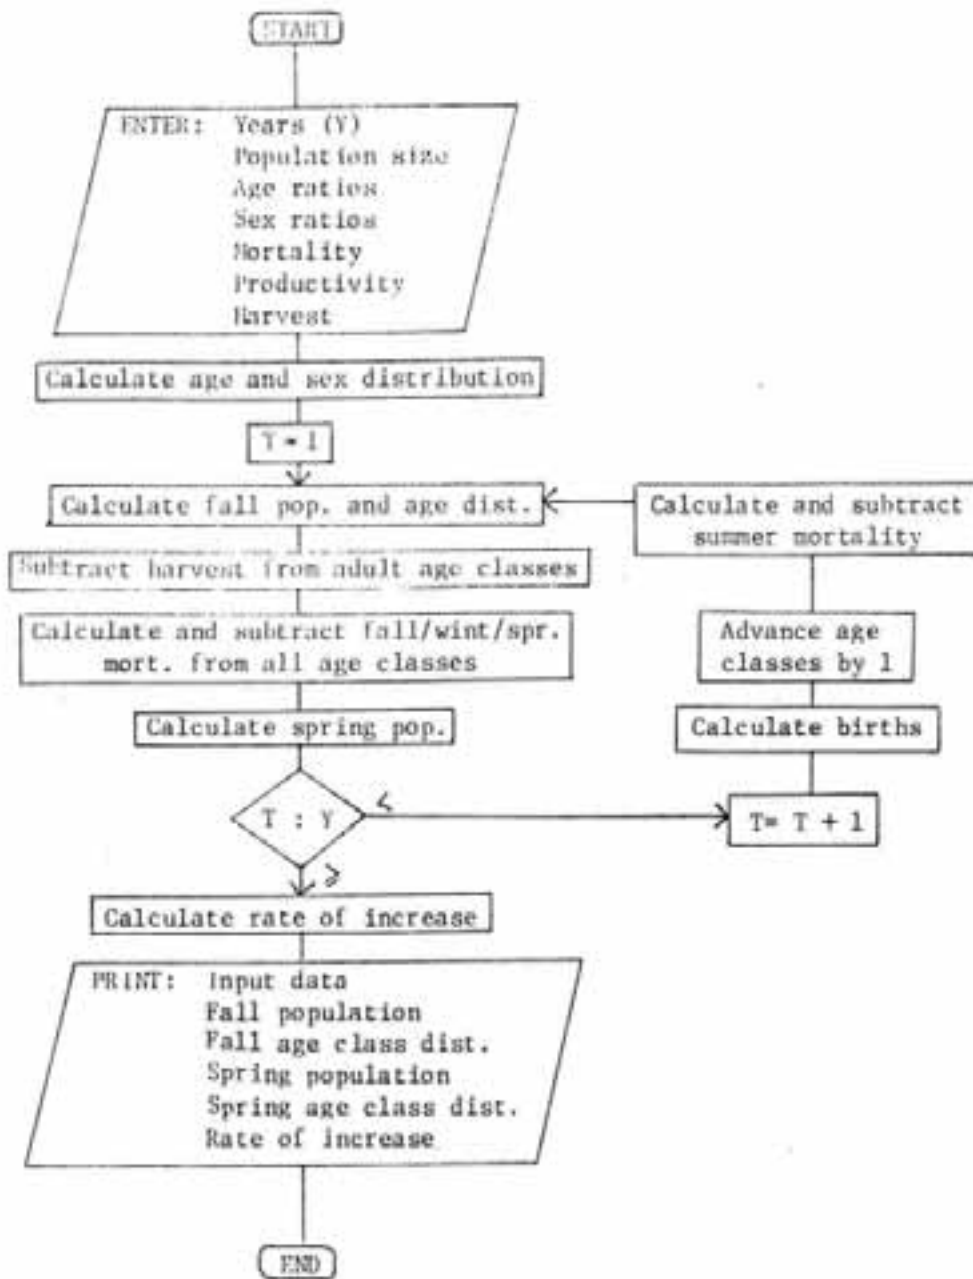 START
ENTER: Years (Y)
Population size
Age ratios
Sex ratios
Mortality
Productivity
Harvest
Calculate age and sex distribution
T = 1
Calculate fall pop. and age dist.
Subtract harvest from adult age classes
Calculate and subtract fall/wint/spr.
mort. from all age classes
Calculate spring pop.
T : Y
<
≥
T= T + 1
Calculate births
Advance age
classes by 1
Calculate and subtract
summer mortality
Calculate rate of increase
PRINT: Input data
Fall population
Fall age class dist.
Spring population
Spring age class dist.
Rate of increase
END